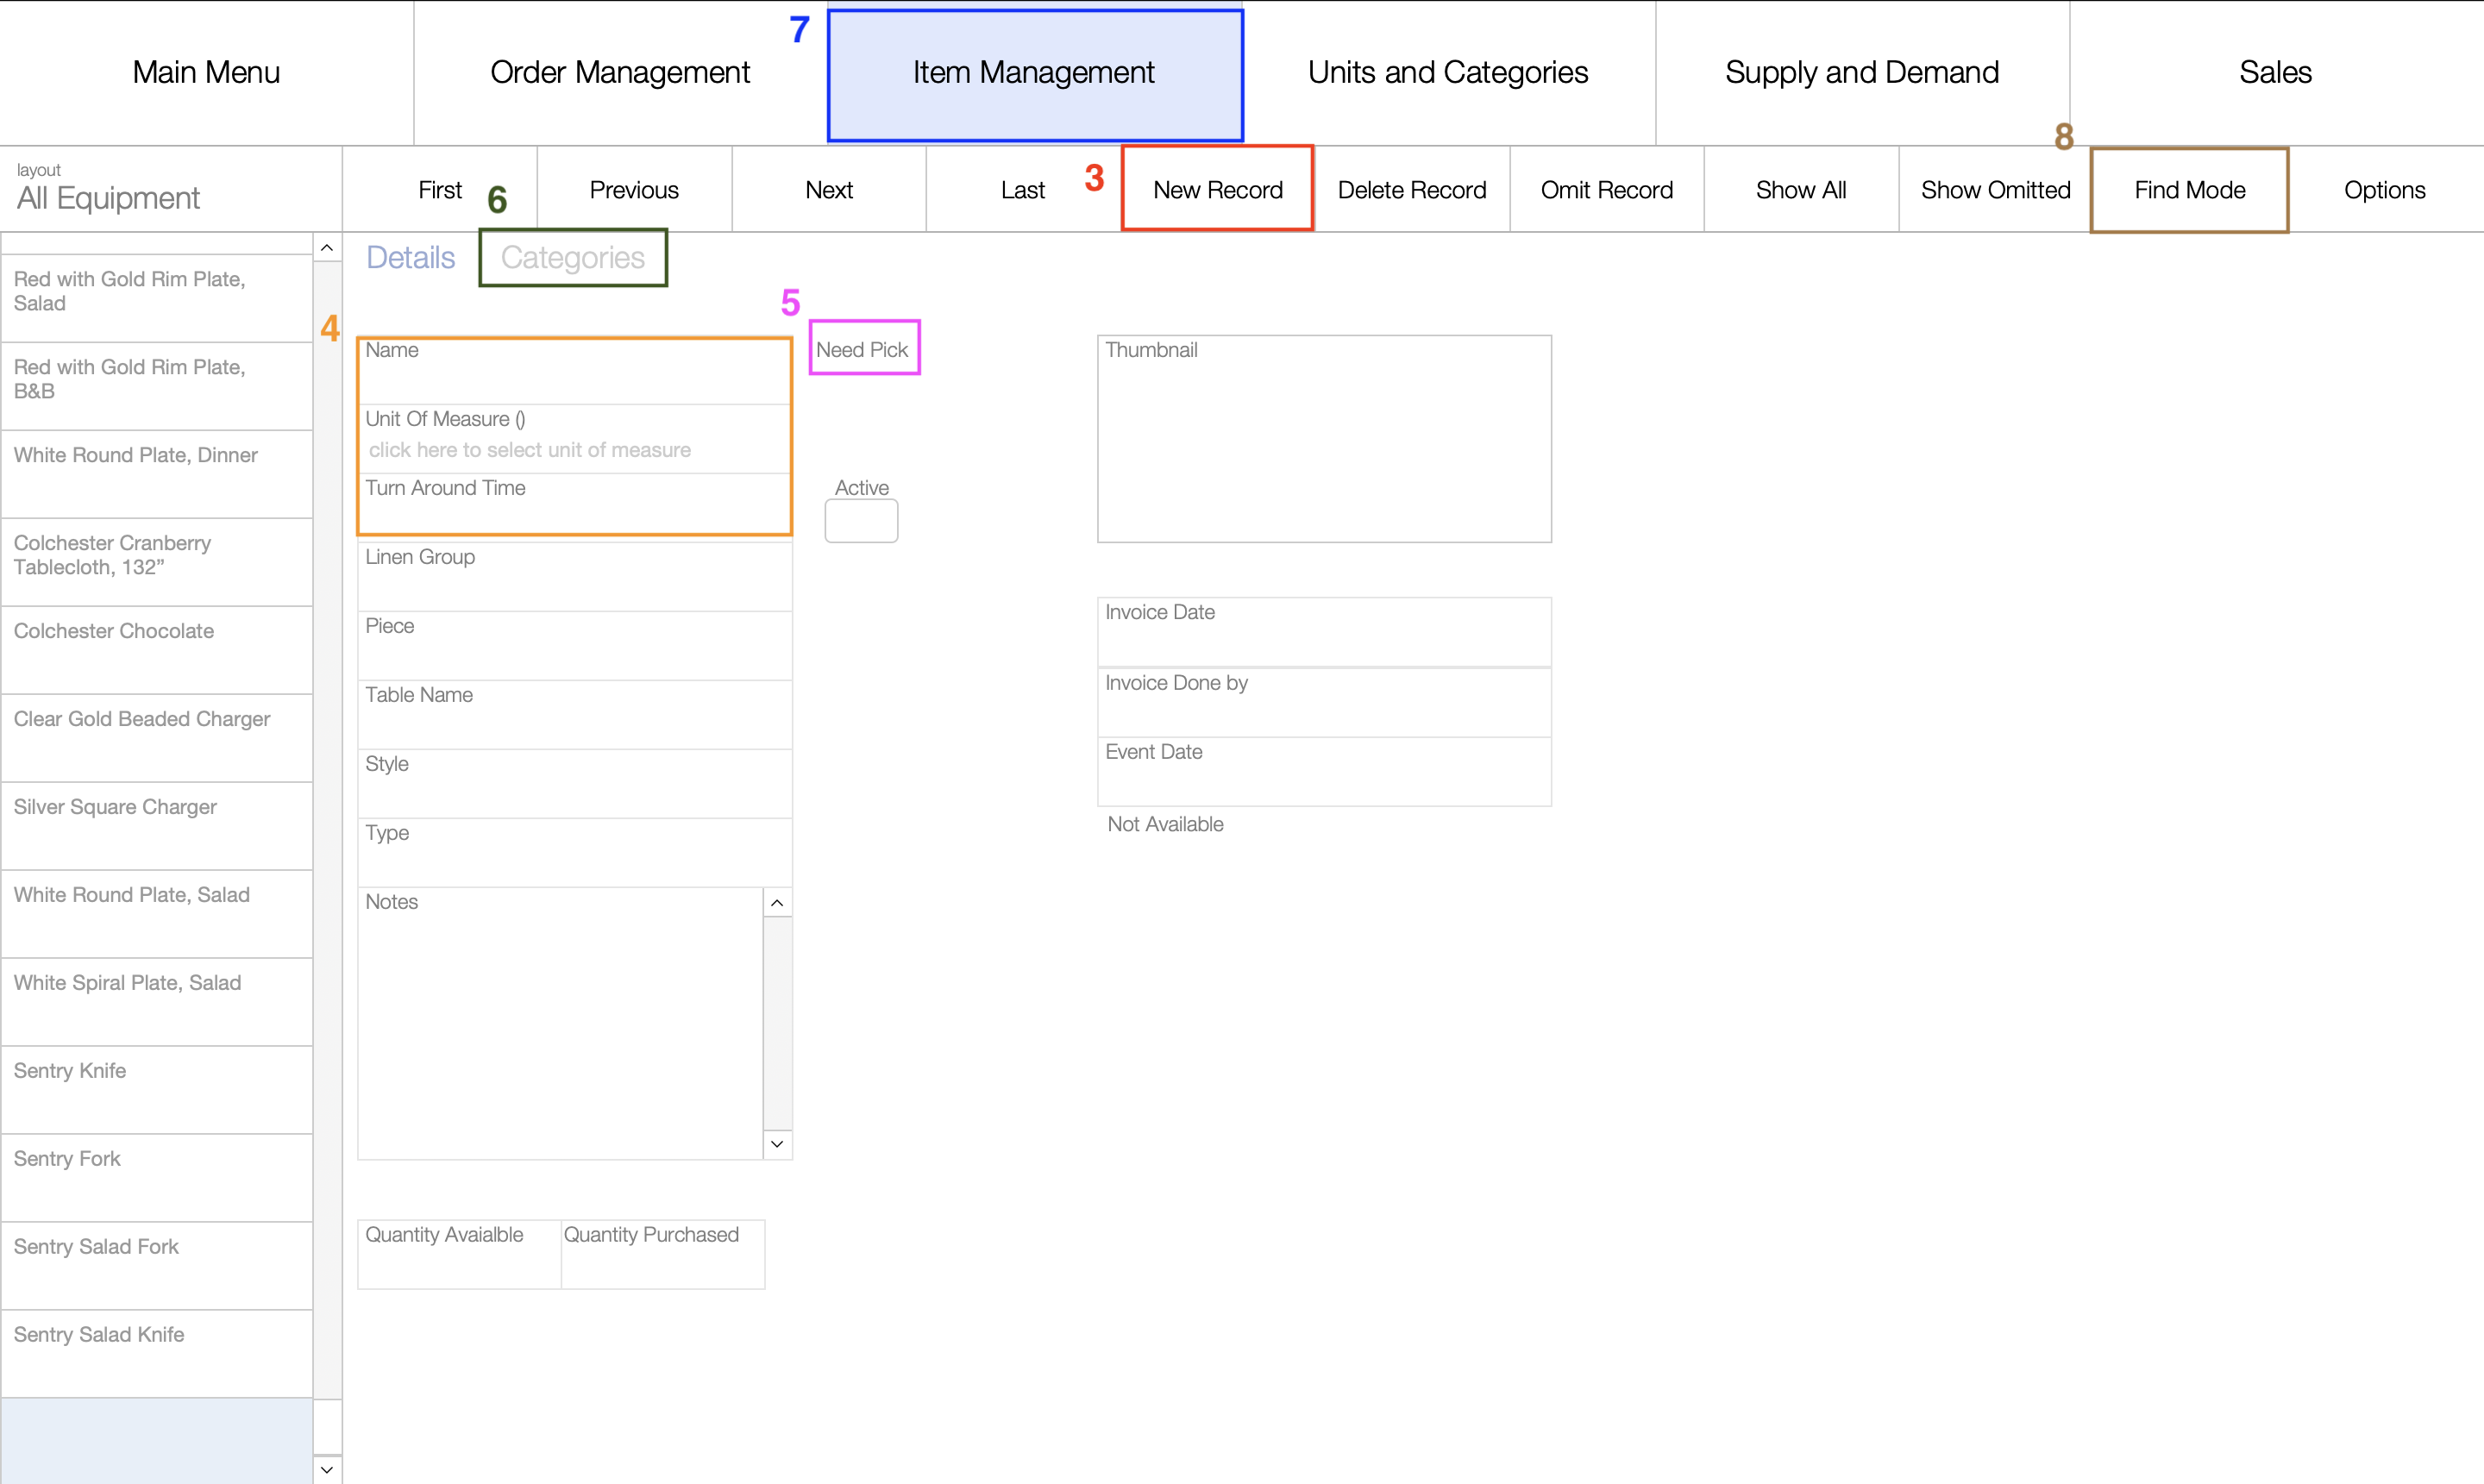 7
Main Menu
Order Management
Item Management
Units and Categories
Supply and Demand
Sales
8
layout
All Equipment
First
6
Previous
Next
Last
3
New Record
Delete Record
Omit Record
Show All
Show Omitted
Find Mode
Options
Details
Categories
Red with Gold Rim Plate,
Salad
Red with Gold Rim Plate,
B&B
White Round Plate, Dinner
Colchester Cranberry
Tablecloth, 132”
Colchester Chocolate
Clear Gold Beaded Charger
Silver Square Charger
White Round Plate, Salad
White Spiral Plate, Salad
Sentry Knife
Sentry Fork
Sentry Salad Fork
Sentry Salad Knife
4
Name
Unit Of Measure ()
click here to select unit of measure
Turn Around Time
Linen Group
Piece
Table Name
Style
Type
Notes
Quantity Avaialble
Quantity Purchased
5
Need Pick
Active
Thumbnail
Invoice Date
Invoice Done by
Event Date
Not Available